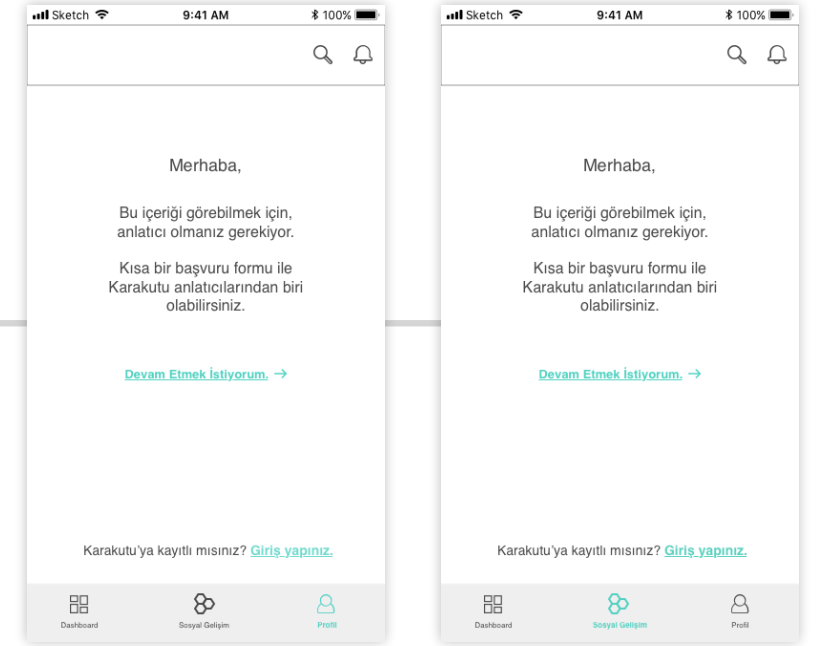 Sketch 9:41 AM 100%
Merhaba,
Bu içeriği görebilmek için,
anlatıcı olmanız gerekiyor.
Kısa bir başvuru formu ile
Karakutu anlatıcılarından biri
olabilirsiniz.
Devam Etmek İstiyorum. →
Karakutu'ya kayıtlı mısınız? Giriş yapınız.
Dashboard Sosyal Gelişim Profil
Sketch 9:41 AM 100%
Merhaba,
Bu içeriği görebilmek için,
anlatıcı olmanız gerekiyor.
Kısa bir başvuru formu ile
Karakutu anlatıcılarından biri
olabilirsiniz.
Devam Etmek İstiyorum. →
Karakutu'ya kayıtlı mısınız? Giriş yapınız.
Dashboard Sosyal Gelişim Profil